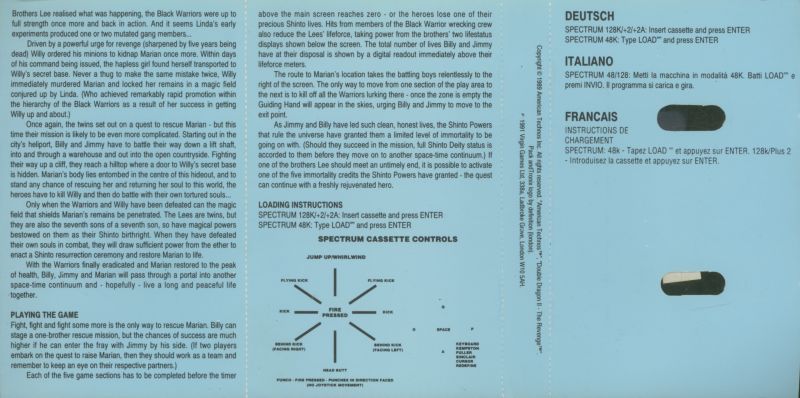 Brothers Lee realised what was happening, the Black Warriors were up to
full strength once more and back in action. And it seems Linda's early
experiments produced one or two mutated gang members...
Driven by a powerful urge for revenge (sharpened by five years being
dead) Willy ordered his minions to kidnap Marian once more. Within days
of his command being issued, the hapless girl found herself transported to
Willy's secret base. Never a thug to make the same mistake twice, Willy
immediately murdered Marian and locked her remains in a magic field
conjured up by Linda. (Who achieved remarkably rapid promotion within
the hierarchy of the Black Warriors as a result of her success in getting
Willy up and about.)
Once again, the twins set out on a quest to rescue Marian - but this
time their mission is likely to be even more complicated. Starting out in the
city's heliport, Billy and Jimmy have to battle their way down a lift shaft,
into and through a warehouse and out into the open countryside. Fighting
their way up a cliff, they reach a hilltop where a door to Willy's secret base
is hidden. Marian's body lies entombed in the centre of this hideout, and to
stand any chance of rescuing her and returning her soul to this world, the
heroes have to kill Willy and then do battle with their own tortured souls...
Only when the Warriors and Willy have been defeated can the magic
field that shields Marian's remains be penetrated. The Lees are twins, but
they are also the seventh sons of a seventh son, so have magical powers
bestowed on them as their Shinto birthright. When they have defeated
their own souls in combat, they will draw sufficient power from the ether to
enact a Shinto resurrection ceremony and restore Marian to life.
With the Warriors finally eradicated and Marian restored to the peak
of health, Billy, Jimmy and Marian will pass through a portal into another
space-time continuum and - hopefully - live a long and peaceful life
together.
PLAYING THE GAME
Fight, fight and fight some more is the only way to rescue Marian. Billy can
stage a one-brother rescue mission, but the chances of success are much
higher if he can enter the fray with Jimmy by his side. (If two players
embark on the quest to raise Marian, then they should work as a team and
remember to keep an eye on their respective partners.)
Each of the five game sections has to be completed before the timer
above the main screen reaches zero - or the heroes lose one of their
precious Shinto lives. Hits from members of the Black Warrior wrecking crew
also reduce the Lees' lifeforce, taking power from the brothers' two lifestatus
displays shown below the screen. The total number of lives Billy and Jimmy
have at their disposal is shown by a digital readout immediately above their
lifeforce meters.
The route to Marian's location takes the battling boys relentlessly to the
right of the screen. The only way to move from one section of the play area to
the next is to kill off all the Warriors lurking there - once the zone is empty the
Guiding Hand will appear in the skies, urging Billy and Jimmy to move to the
exit point.
As Jimmy and Billy have led such clean, honest lives, the Shinto Powers
that rule the universe have granted them a limited level of immortality to be
going on with. (Should they succeed in the mission, full Shinto Deity status is
accorded to them before they move on to another space-time continuum.) If
one of the brothers Lee should meet an untimely end, it is possible to activate
one of the five immortality credits the Shinto Powers have granted - the quest
can continue with a freshly rejuvenated hero.
LOADING INSTRUCTIONS
SPECTRUM 128K/+2/+2A: Insert cassette and press ENTER
SPECTRUM 48K: Type LOAD"" and press ENTER
SPECTRUM CASSETTE CONTROLS
JUMP UP/WHIRLWIND
FLYING KICK
FLYING KICK
KICK
FIRE
PRESSED
KICK
BEHIND KICK
(FACING RIGHT)
BEHIND KICK
(FACING LEFT)
HEAD BUTT
PUNCH - FIRE PRESSED - PUNCHES IN DIRECTION FACED
(NO JOYSTICK MOVEMENT)
Q
O SPACE P
A
KEYBOARD
KEMPSTON
FULLER
SINCLAIR
CURSOR
REDEFINE
Copyright © 1989 American Technos Inc. All rights reserved. "American Technos"™. "Double Dragon II - The Revenge"™.
℗ 1991 Virgin Games Ltd, 338a, Ladbroke Grove, London W10 5AH.
DEUTSCH
SPECTRUM 128K/+2/+2A: Insert cassette and press ENTER
SPECTRUM 48K: Type LOAD"" and press ENTER
ITALIANO
SPECTRUM 48/128: Metti la macchina in modalità 48K. Batti LOAD"" e
premi INVIO. Il programma si carica e gira.
FRANCAIS
INSTRUCTIONS DE
CHARGEMENT
SPECTRUM: 48k - Tapez LOAD "" et appuyez sur ENTER. 128k/Plus 2
- Introduisez la cassette et appuyez sur ENTER.